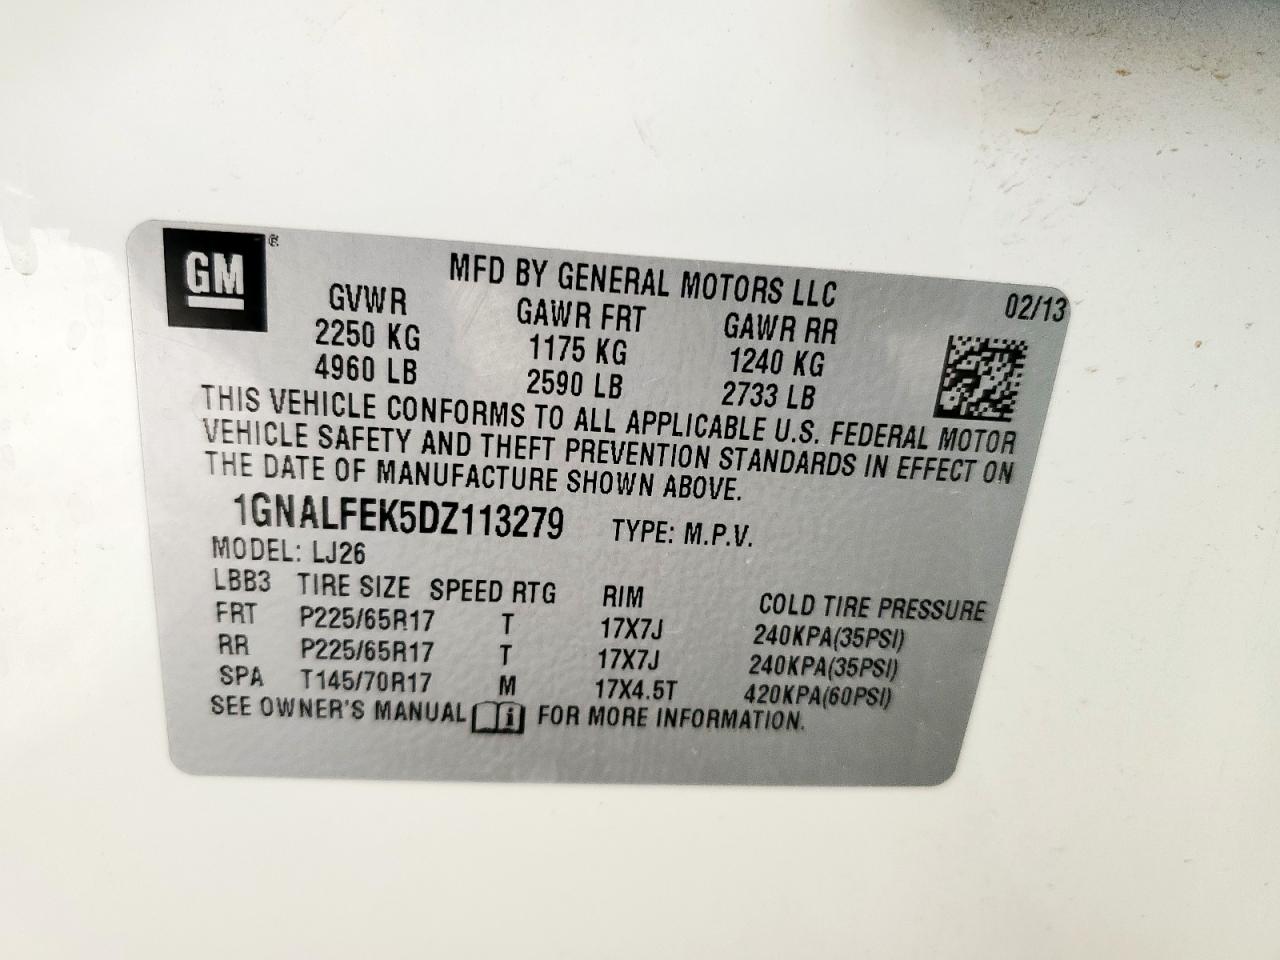 GM®
MFD BY GENERAL MOTORS LLC 02/13
GVWR GAWR FRT GAWR RR
2250 KG 1175 KG 1240 KG
4960 LB 2590 LB 2733 LB
THIS VEHICLE CONFORMS TO ALL APPLICABLE U.S. FEDERAL MOTOR
VEHICLE SAFETY AND THEFT PREVENTION STANDARDS IN EFFECT ON
THE DATE OF MANUFACTURE SHOWN ABOVE.
1GNALFEK5DZ113279 TYPE: M.P.V.
MODEL: LJ26
LBB3 TIRE SIZE SPEED RTG RIM COLD TIRE PRESSURE
FRT P225/65R17 T 17X7J 240KPA(35PSI)
RR P225/65R17 T 17X7J 240KPA(35PSI)
SPA T145/70R17 M 17X4.5T 420KPA(60PSI)
SEE OWNER'S MANUAL i FOR MORE INFORMATION.